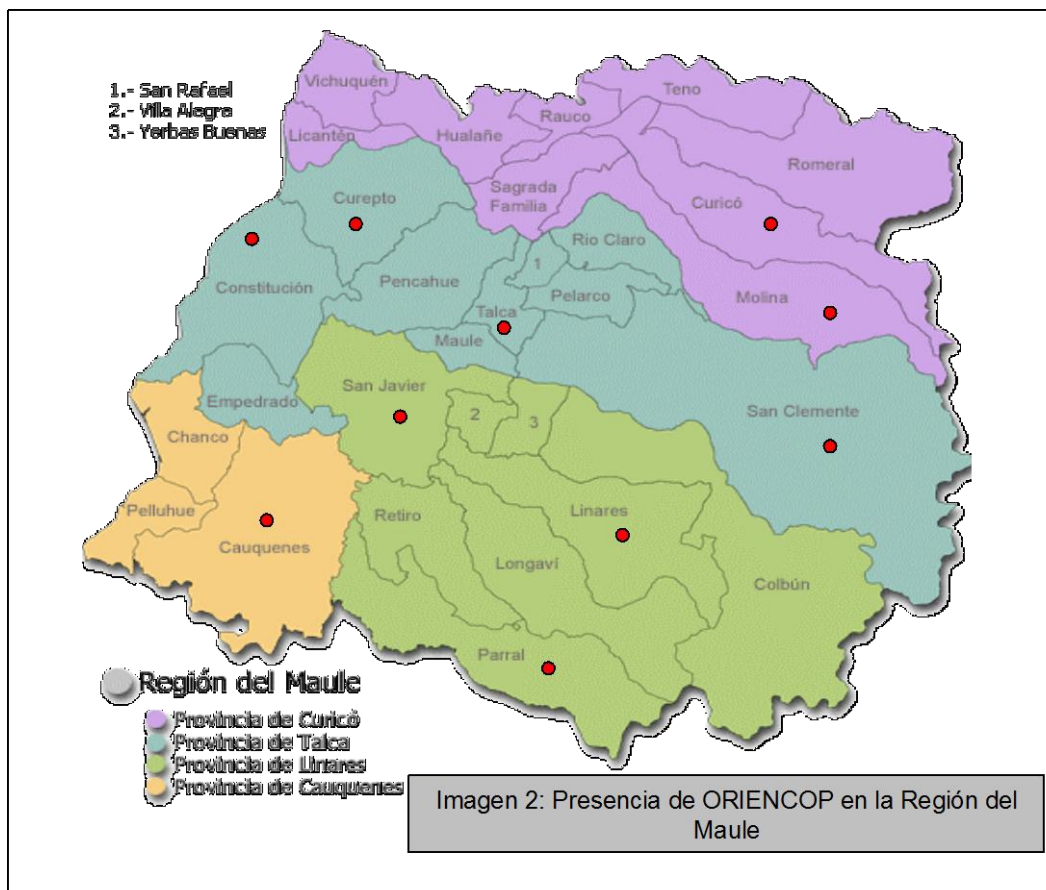 1.- San Rafael
2.- Villa Alegre
3.- Yerbas Buenas
Vichuquén
Teno
Rauco
Licantén
Hualañe
Romeral
Sagrada
Familia
Curepto
Curicó
Rio Claro
1
Constitución
Pencahue
Pelarco
Molina
Talca
Maule
San Javier
Empedrado
2
3
San Clemente
Chanco
Pelluhue
Retiro
Linares
Cauquenes
Longaví
Colbún
Parral
Región del Maule
Provincia de Curicó
Provincia de Talca
Provincia de Linares
Provincia de Cauquenes
Imagen 2: Presencia de ORIENCOP en la Región del
Maule